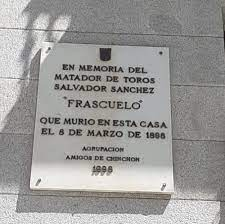 EN MEMORIA DEL
MATADOR DE TOROS
SALVADOR SANCHEZ
"FRASCUELO"
QUE MURIO EN ESTA CASA
EL 8 DE MARZO DE 1898
AGRUPACION
AMIGOS DE CHINCHON
1998